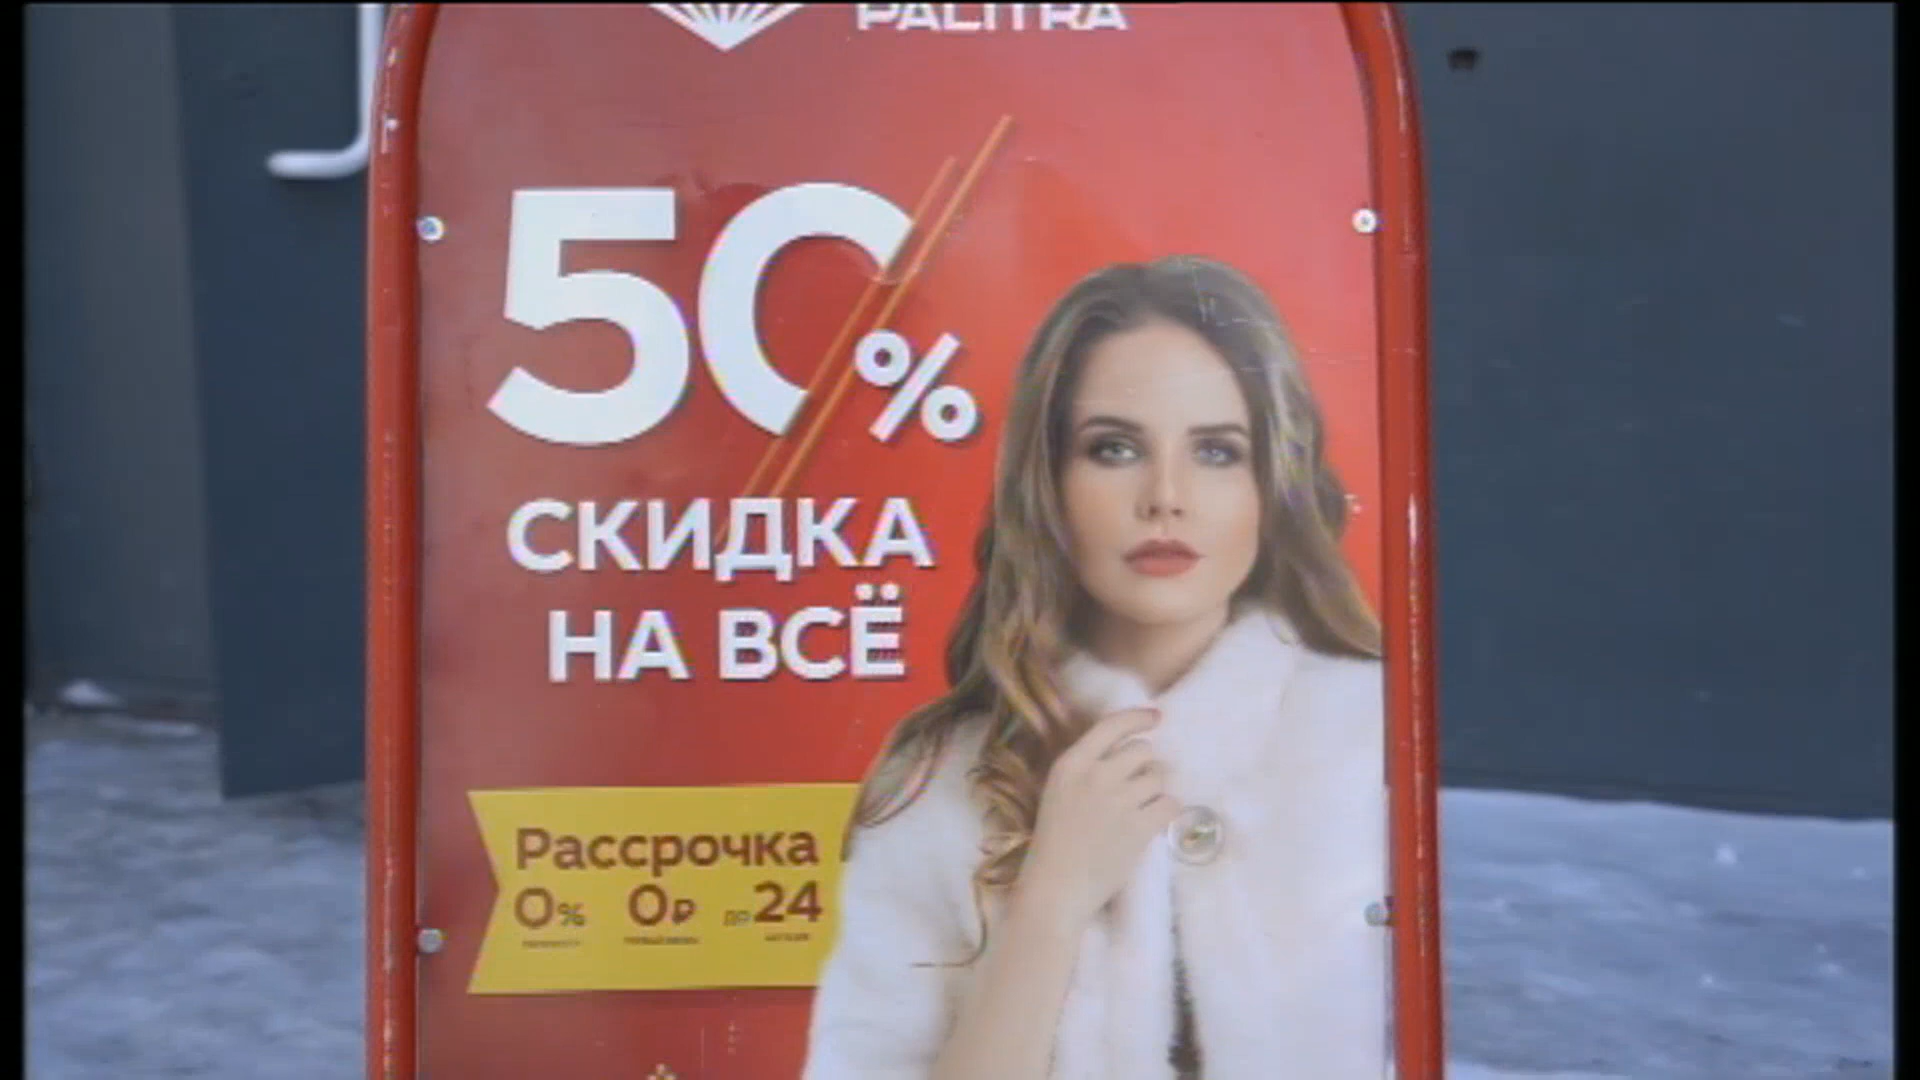 PALITRA
50%
СКИДКА
НА ВСЁ
Рассрочка
0% 0₽ до 24